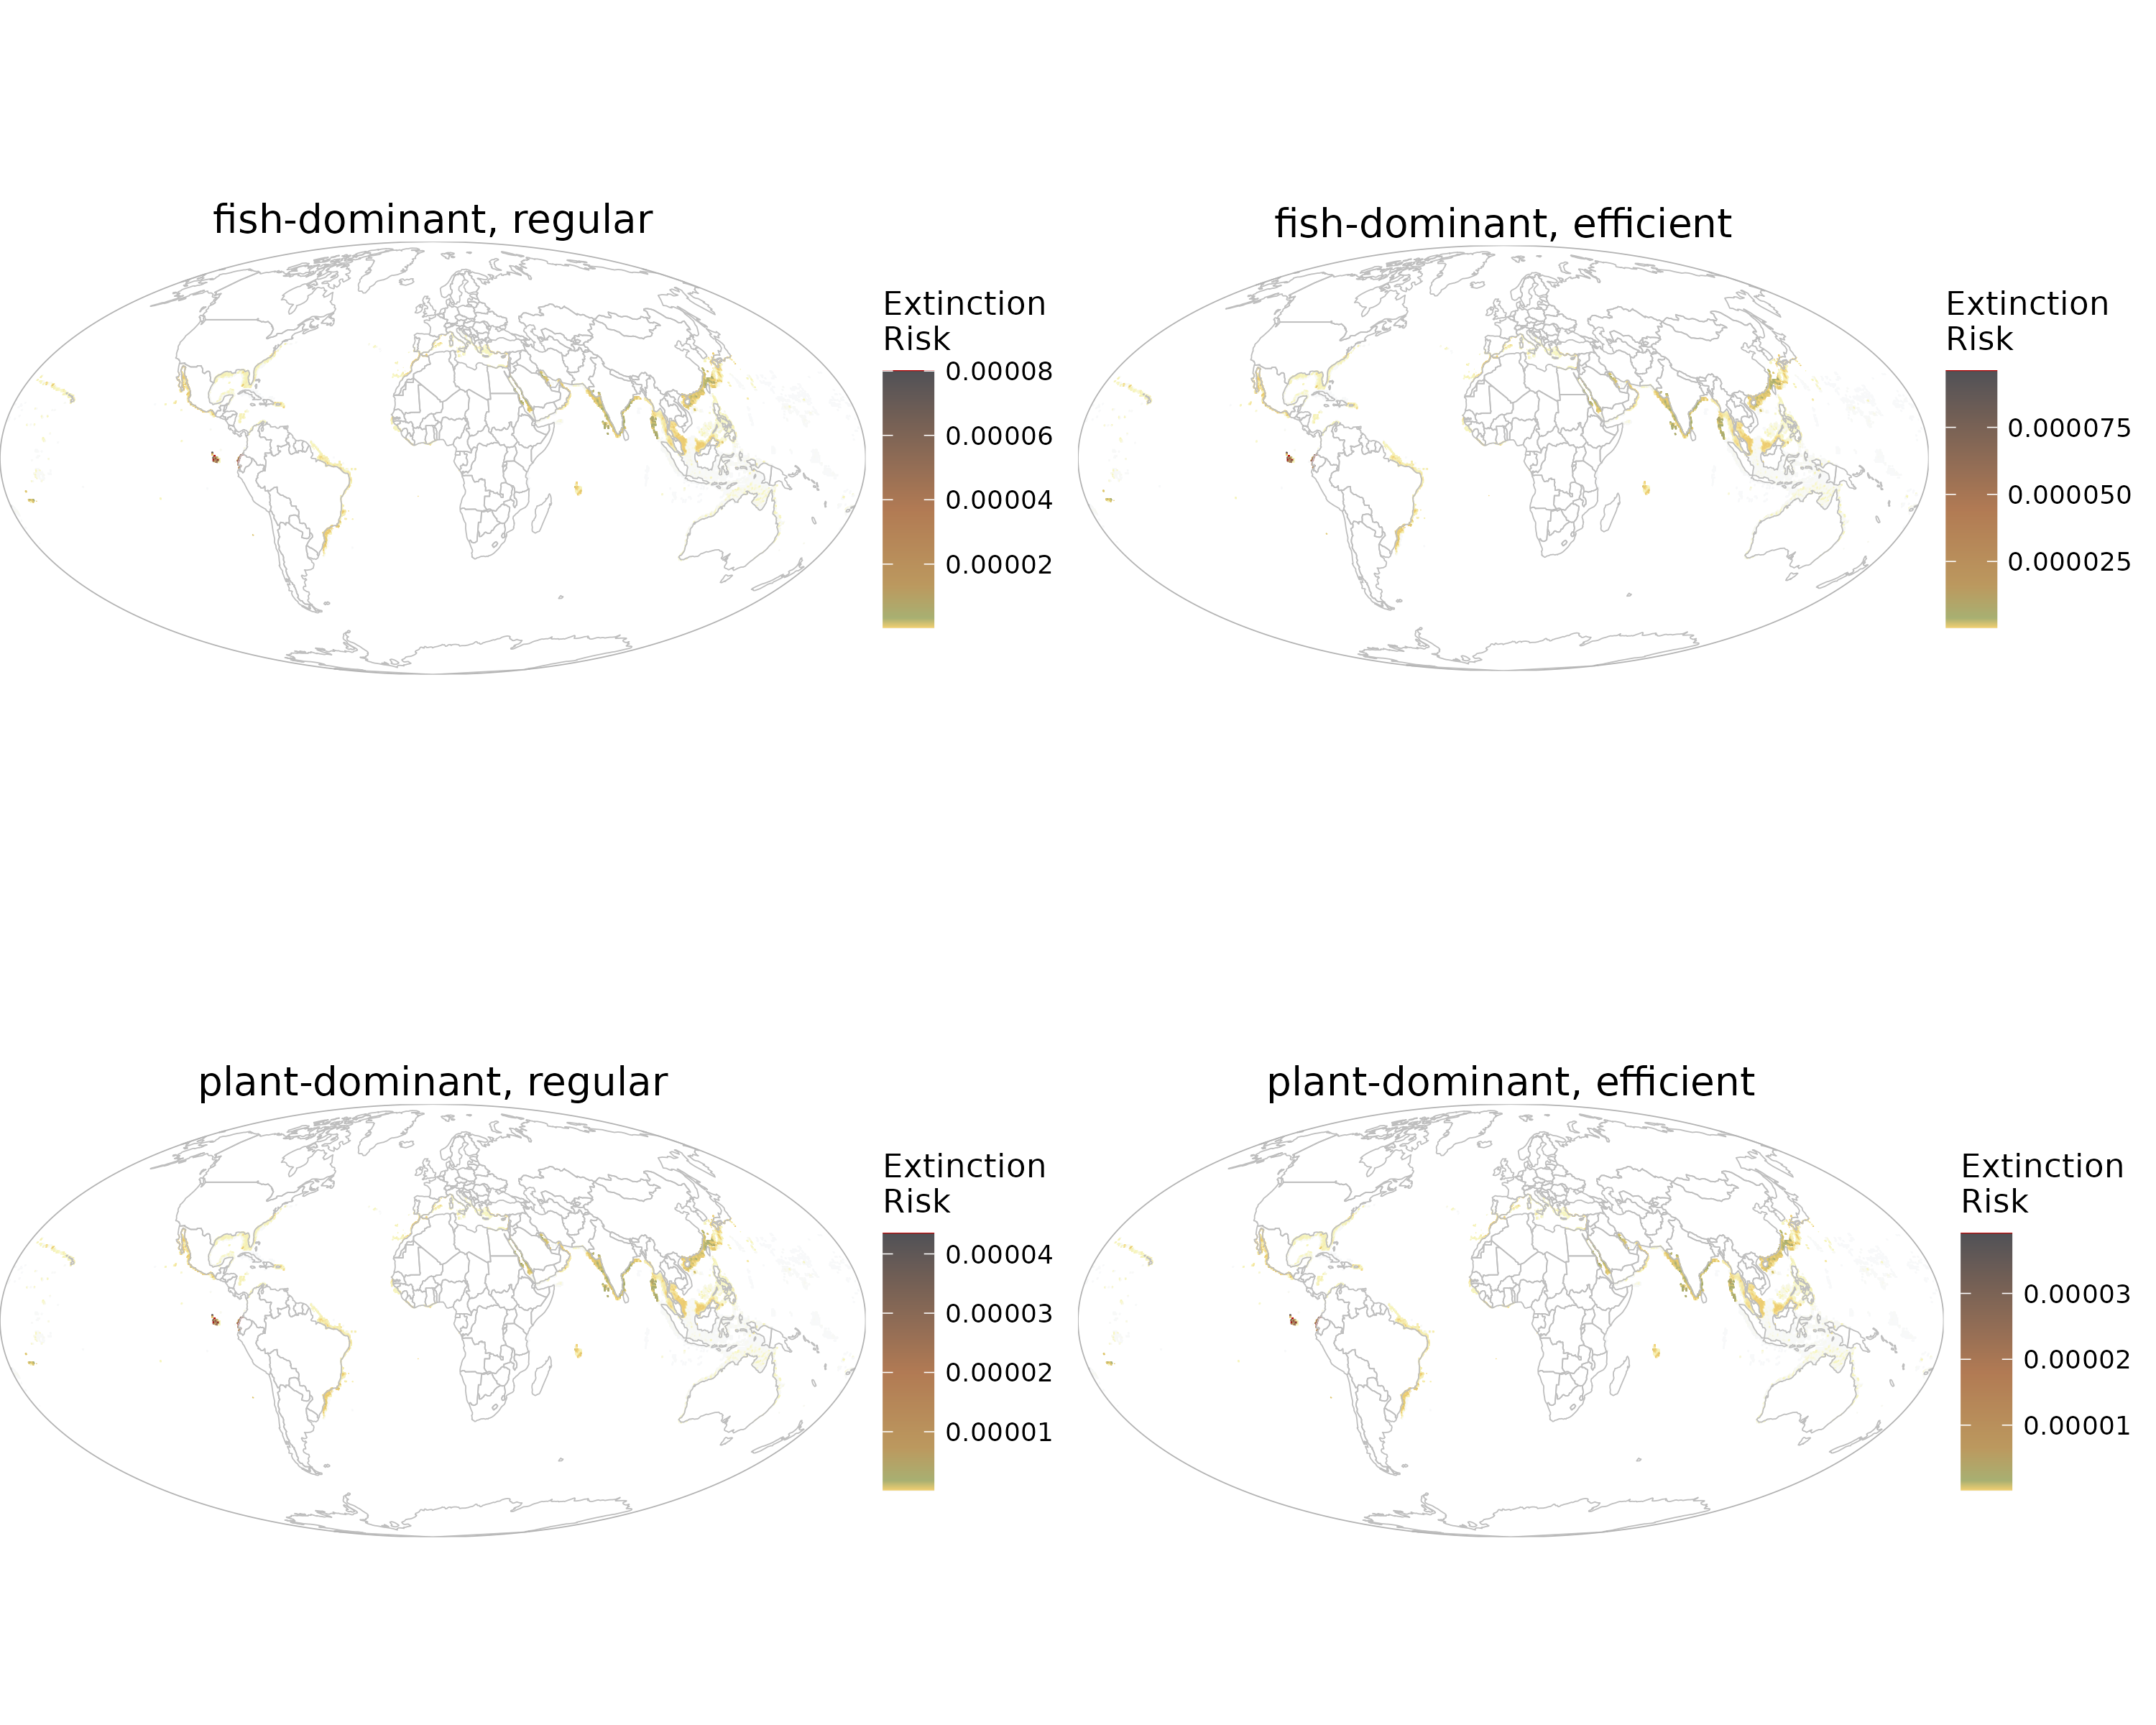 fish-dominant, regular
Extinction
Risk
0.00008
0.00006
0.00004
0.00002
fish-dominant, efficient
Extinction
Risk
0.000075
0.000050
0.000025
plant-dominant, regular
Extinction
Risk
0.00004
0.00003
0.00002
0.00001
plant-dominant, efficient
Extinction
Risk
0.00003
0.00002
0.00001